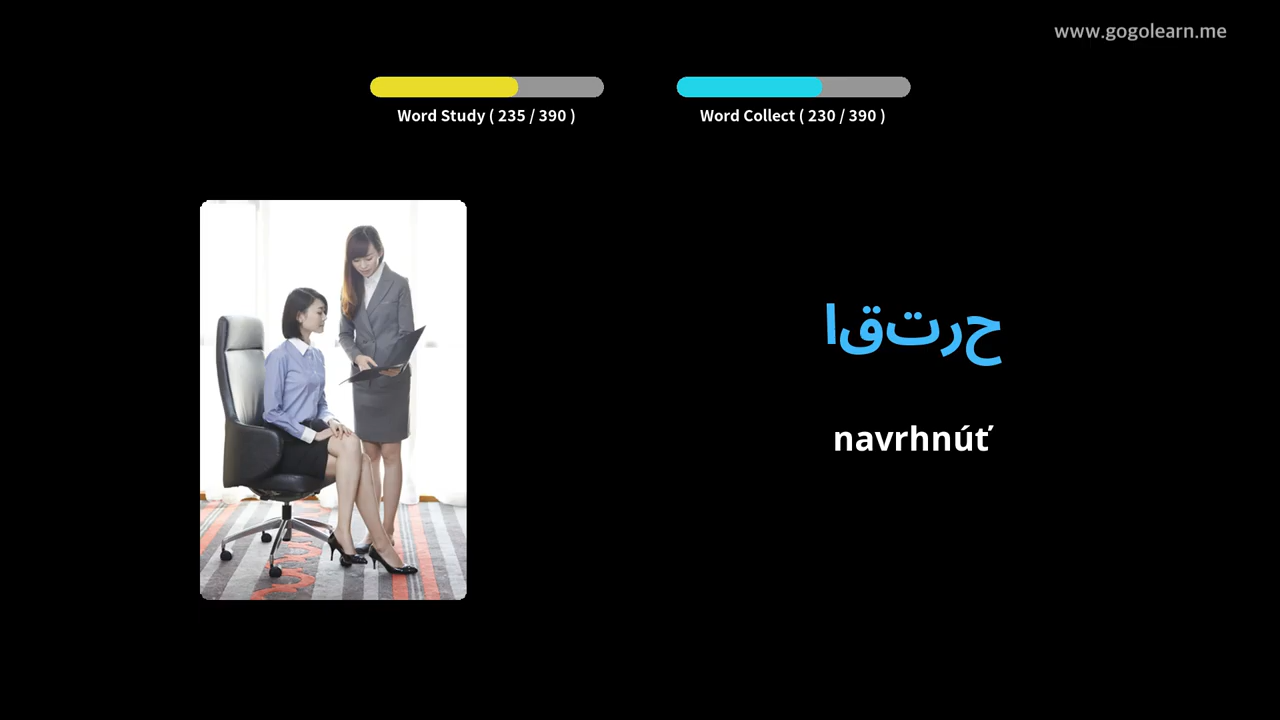 www.gogolearn.me
Word Study ( 235 / 390 )
Word Collect ( 230 / 390 )
اقترح
navrhnúť